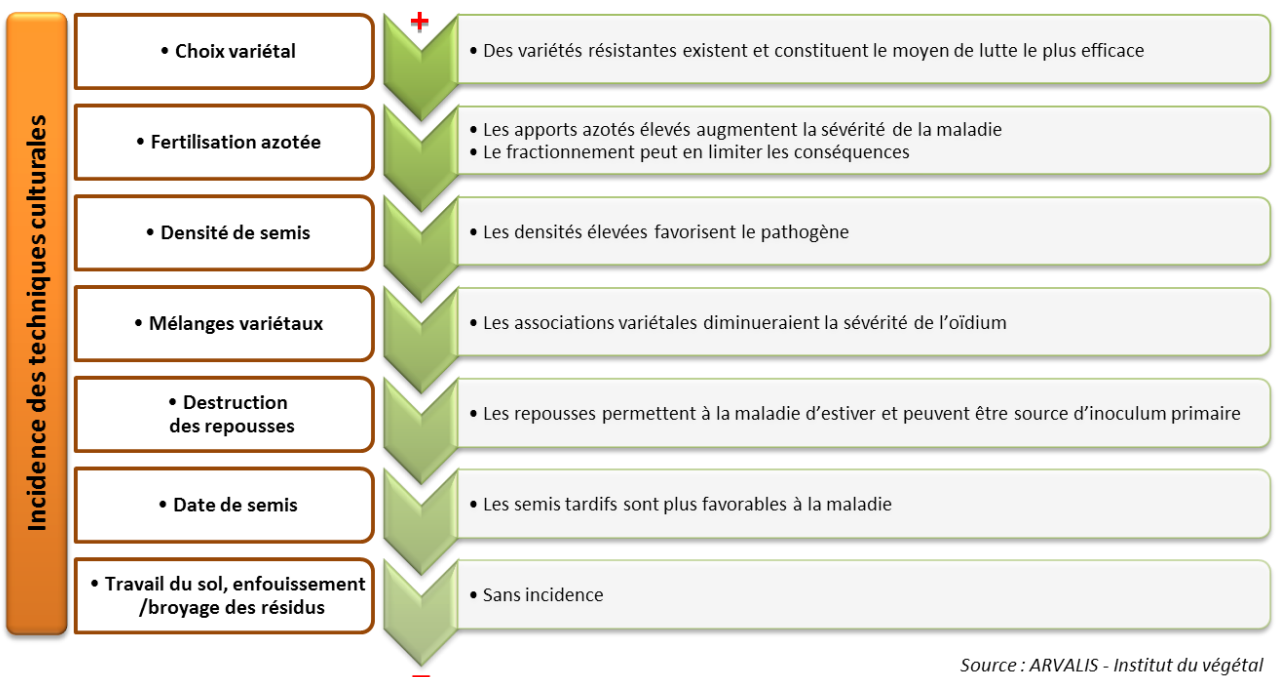 Incidence des techniques culturales
+
• Choix variétal
• Des variétés résistantes existent et constituent le moyen de lutte le plus efficace
• Fertilisation azotée
• Les apports azotés élevés augmentent la sévérité de la maladie
• Le fractionnement peut en limiter les conséquences
• Densité de semis
• Les densités élevées favorisent le pathogène
• Mélanges variétaux
• Les associations variétales diminueraient la sévérité de l’oïdium
• Destruction
des repousses
• Les repousses permettent à la maladie d’estiver et peuvent être source d’inoculum primaire
• Date de semis
• Les semis tardifs sont plus favorables à la maladie
• Travail du sol, enfouissement
/broyage des résidus
• Sans incidence
–
Source : ARVALIS - Institut du végétal